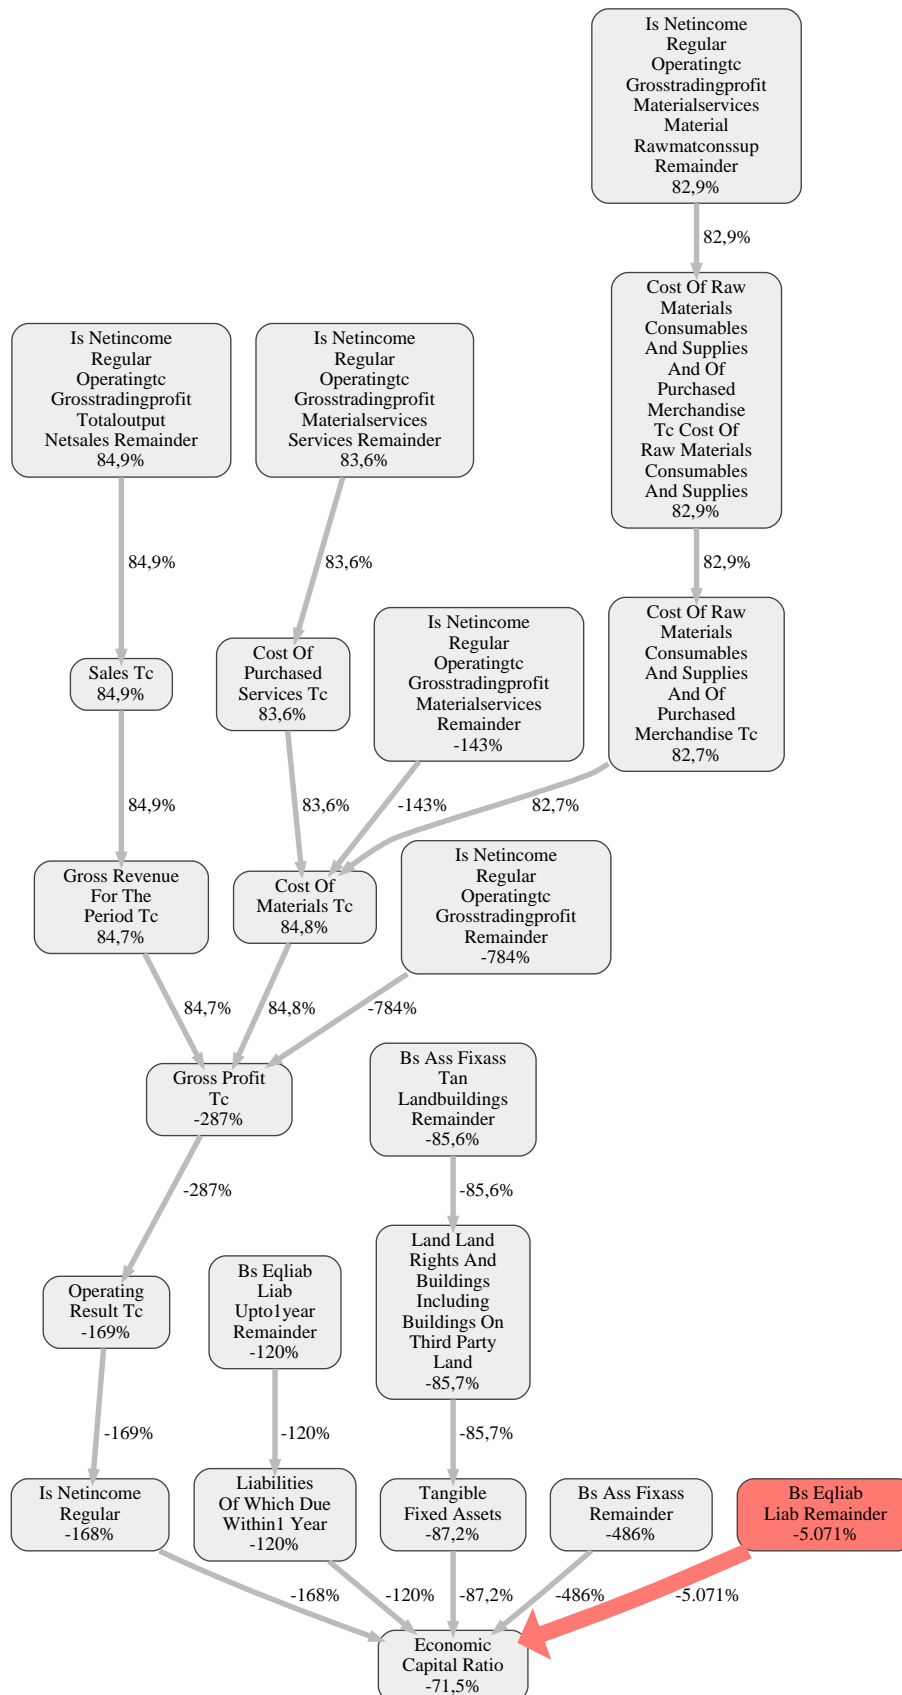 Is Netincome
Regular
Operatingtc
Grosstradingprofit
Materialservices
Material
Rawmatconssup
Remainder
82,9%
82,9%
Cost Of Raw
Materials
Consumables
And Supplies
And Of
Purchased
Merchandise
Tc Cost Of
Raw Materials
Consumables
And Supplies
82,9%
Is Netincome
Regular
Operatingtc
Grosstradingprofit
Totaloutput
Netsales Remainder
84,9%
Is Netincome
Regular
Operatingtc
Grosstradingprofit
Materialservices
Services Remainder
83,6%
84,9%
83,6%
82,9%
Sales Tc
84,9%
Cost Of
Purchased
Services Tc
83,6%
Is Netincome
Regular
Operatingtc
Grosstradingprofit
Materialservices
Remainder
-143%
Cost Of Raw
Materials
Consumables
And Supplies
And Of
Purchased
Merchandise Tc
82,7%
84,9%
83,6%
-143%
82,7%
Gross Revenue
For The
Period Tc
84,7%
Cost Of
Materials Tc
84,8%
Is Netincome
Regular
Operatingtc
Grosstradingprofit
Remainder
-784%
84,7%
84,8%
-784%
Gross Profit
Tc
-287%
Bs Ass Fixass
Tan
Landbuildings
Remainder
-85,6%
-287%
-85,6%
Operating
Result Tc
-169%
Bs Eqliab
Liab
Upto1year
Remainder
-120%
Land Land
Rights And
Buildings
Including
Buildings On
Third Party
Land
-85,7%
-169%
-120%
-85,7%
Is Netincome
Regular
-168%
Liabilities
Of Which Due
Within1 Year
-120%
Tangible
Fixed Assets
-87,2%
Bs Ass Fixass
Remainder
-486%
Bs Eqliab
Liab Remainder
-5.071%
-168%
-120%
-87,2%
-486%
-5.071%
Economic
Capital Ratio
-71,5%